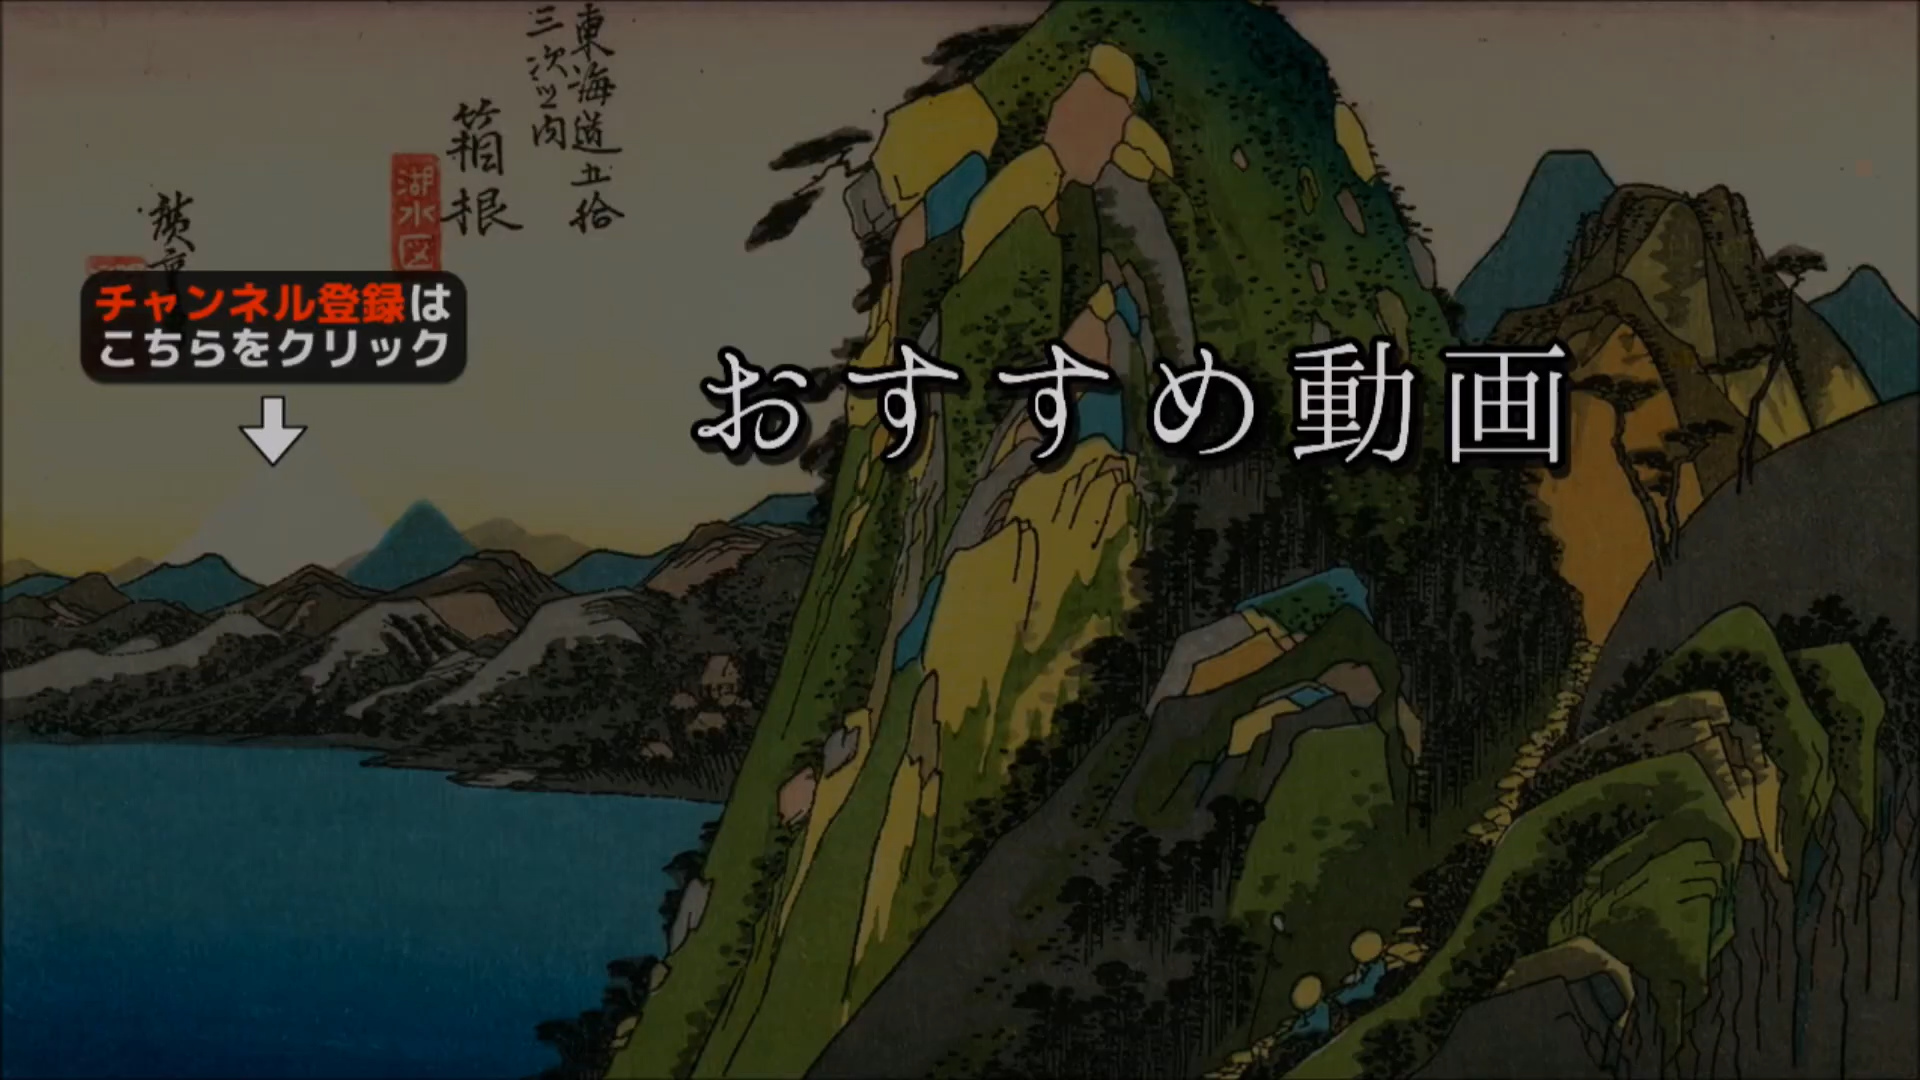 東海道五拾
三次之内
箱根
湖水図
チャンネル登録は
こちらをクリック
おすすめ動画